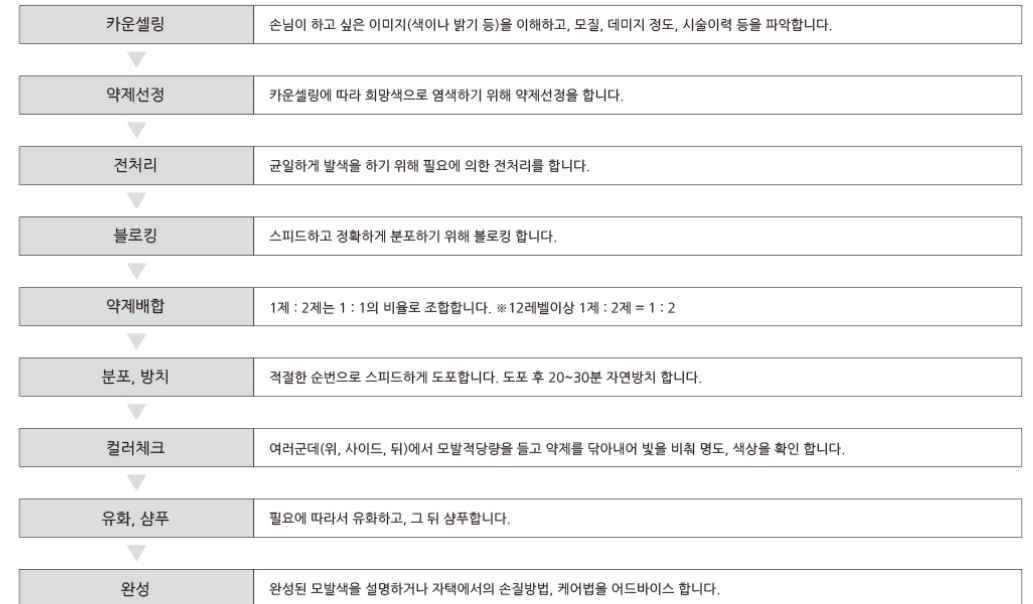 카운셀링
손님이 하고 싶은 이미지(색이나 밝기 등)을 이해하고, 모질, 데미지 정도, 시술이력 등을 파악합니다.
약제선정
카운셀링에 따라 희망색으로 염색하기 위해 약제선정을 합니다.
전처리
균일하게 발색을 하기 위해 필요에 의한 전처리를 합니다.
블로킹
스피드하고 정확하게 분포하기 위해 블로킹 합니다.
약제배합
1제 : 2제는 1 : 1의 비율로 조합합니다. ※12레벨이상 1제 : 2제 = 1 : 2
분포, 방치
적절한 순번으로 스피드하게 도포합니다. 도포 후 20~30분 자연방치 합니다.
컬러체크
여러군데(위, 사이드, 뒤)에서 모발적당량을 들고 약제를 닦아내어 빛을 비춰 명도, 색상을 확인 합니다.
유화, 샴푸
필요에 따라서 유화하고, 그 뒤 샴푸합니다.
완성
완성된 모발색을 설명하거나 자택에서의 손질방법, 케어법을 어드바이스 합니다.